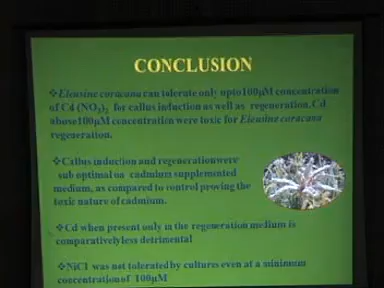 CONCLUSION
❖Eleusine coracana can tolerate only upto100µM concentration
of Cd (NO3)2 for callus induction as well as regeneration. Cd
above100µM concentration were toxic for Eleusine coracana
regeneration.
❖Callus induction and regenerationwere
sub optimal on cadmium supplemented
medium, as compared to control proving the
toxic nature of cadmium.
❖Cd when present only in the regeneration medium is
comparativelyless detrimental
❖NiCl was not tolerated by cultures even at a minimum
concentration of 100µM